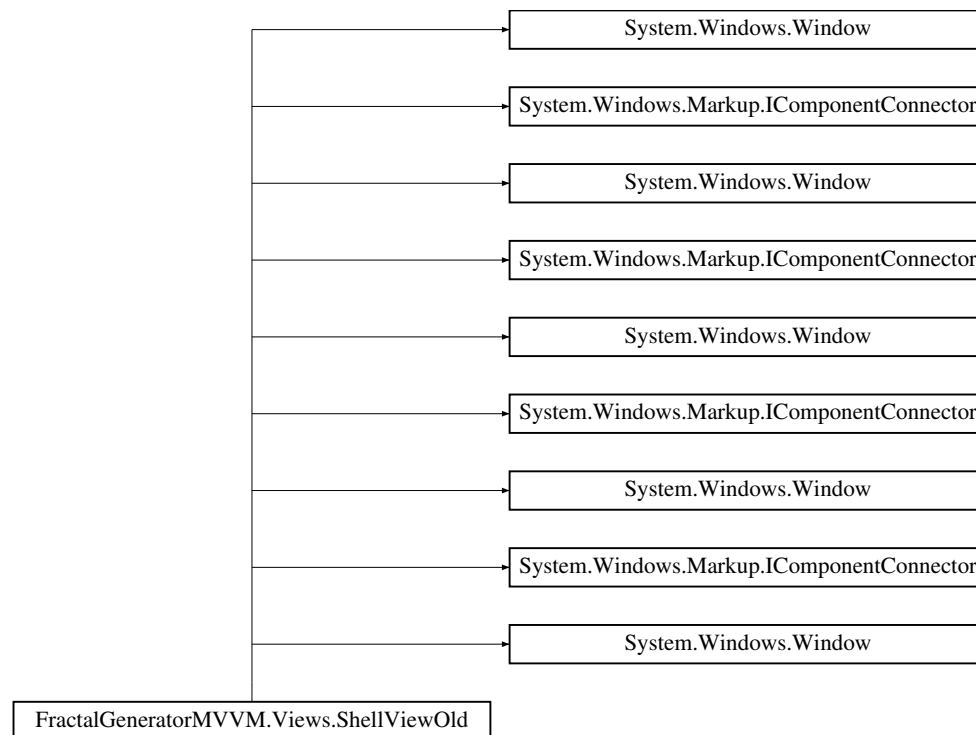 System.Windows.Window
System.Windows.Markup.IComponentConnector
System.Windows.Window
System.Windows.Markup.IComponentConnector
System.Windows.Window
System.Windows.Markup.IComponentConnector
System.Windows.Window
System.Windows.Markup.IComponentConnector
System.Windows.Window
FractalGeneratorMVVM.Views.ShellViewOld